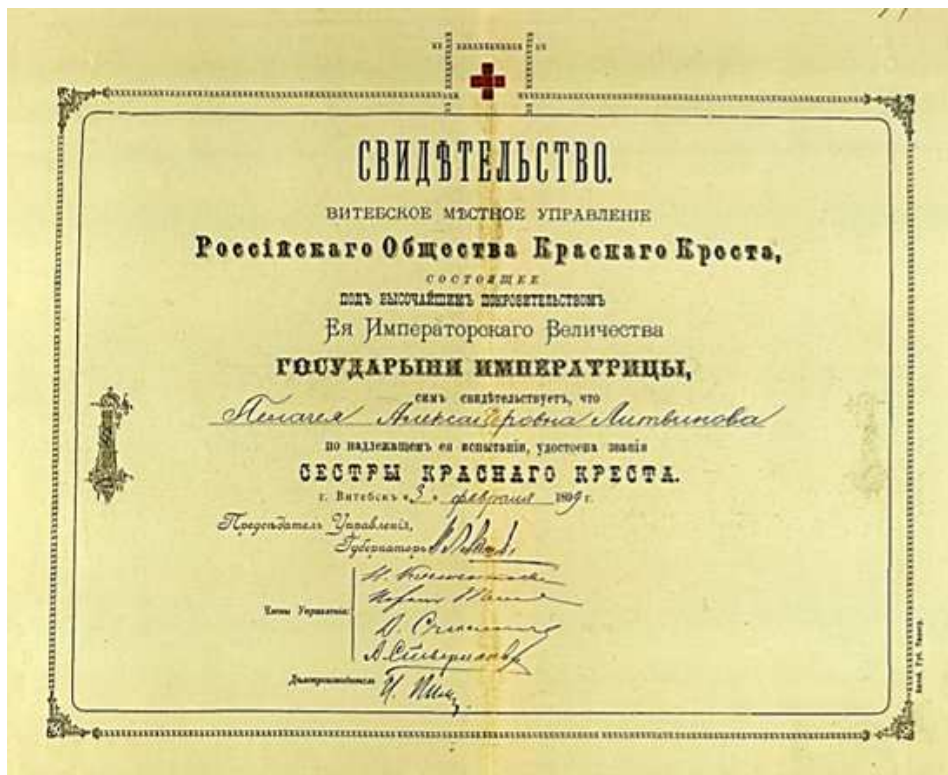 СВИДѢТЕЛЬСТВО.
ВИТЕБСКОЕ МѢСТНОЕ УПРАВЛЕНІЕ
Россійскаго Общества Краснаго Креста,
СОСТОЯЩЕЕ
ПОДЪ ВЫСОЧАЙШИМЪ ПОКРОВИТЕЛЬСТВОМЪ
Ея Императорскаго Величества
ГОСУДАРЫНИ ИМПЕРАТРИЦЫ,
симъ свидѣтельствуетъ, что
Пелагея Александровна Литвинова
по надлежащемъ ея испытаніи, удостоена званія
СЕСТРЫ КРАСНАГО КРЕСТА.
г. Витебскъ «3» февраля 1899 г.
Предсѣдатель Управленія,
Губернаторъ
Члены Управленія:
Дѣлопроизводитель